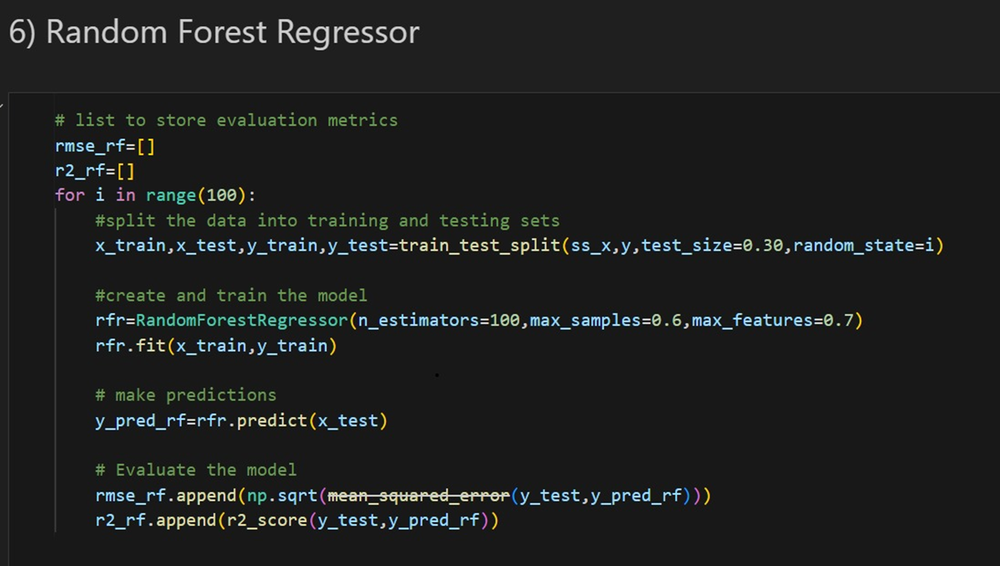 6) Random Forest Regressor
# list to store evaluation metrics
rmse_rf=[]
r2_rf=[]
for i in range(100):
#split the data into training and testing sets
x_train,x_test,y_train,y_test=train_test_split(ss_x,y,test_size=0.30,random_state=i)
#create and train the model
rfr=RandomForestRegressor(n_estimators=100,max_samples=0.6,max_features=0.7)
rfr.fit(x_train,y_train)
# make predictions
y_pred_rf=rfr.predict(x_test)
# Evaluate the model
rmse_rf.append(np.sqrt(mean_squared_error(y_test,y_pred_rf)))
r2_rf.append(r2_score(y_test,y_pred_rf))